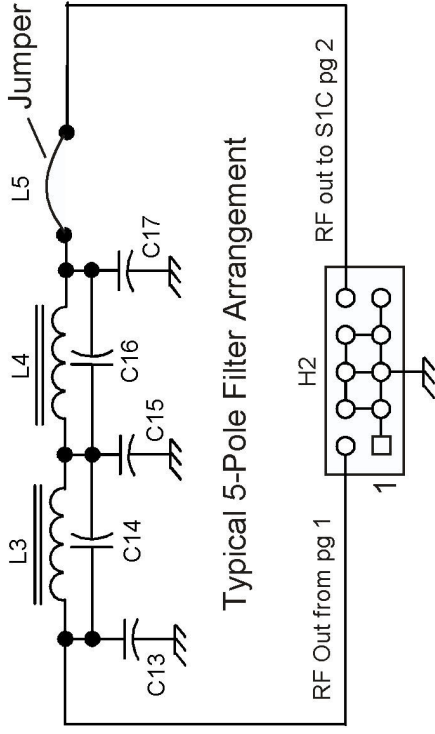 Jumper
L5
L4
L3
C17
C16
C15
C14
C13
Typical 5-Pole Filter Arrangement
RF Out from pg 1
RF out to S1C pg 2
H2
1